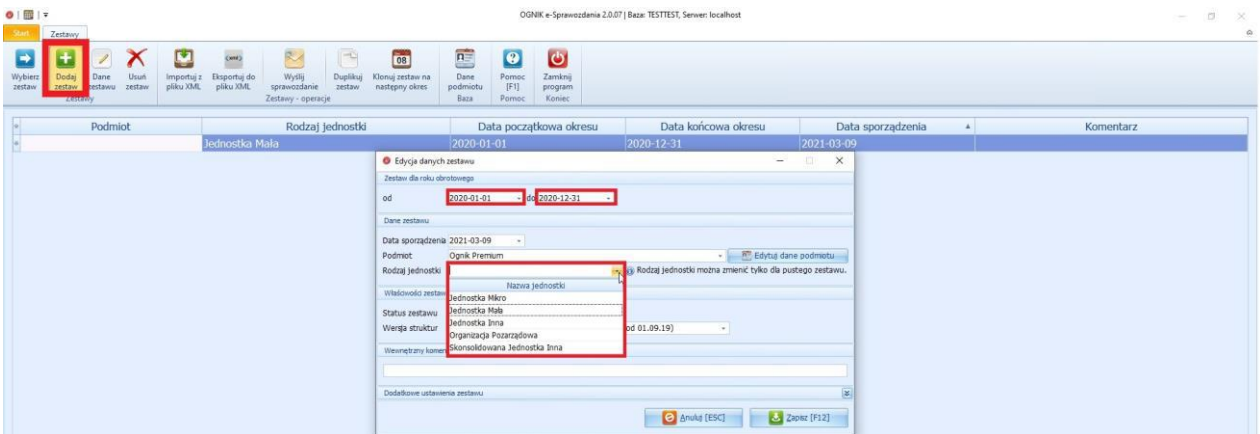 OGNIK e-Sprawozdania 2.0.07 | Baza: TESTTEST, Serwer: localhost
Start Zestawy
Wybierz zestaw Dodaj zestaw Dane zestawu Usuń zestaw Importuj z pliku XML Eksportuj do pliku XML Wyślij sprawozdanie Duplikuj zestaw Klonuj zestaw na następny okres Dane podmiotu Pomoc [F1] Zamknij program
Zestawy Zestawy - operacje Baza Pomoc Koniec
Podmiot Rodzaj jednostki Data początkowa okresu Data końcowa okresu Data sporządzenia Komentarz
Jednostka Mała 2020-01-01 2020-12-31 2021-03-09
Edycja danych zestawu
Zestaw dla roku obrotowego
od 2020-01-01 do 2020-12-31
Dane zestawu
Data sporządzenia 2021-03-09
Podmiot Ognik Premium Edytuj dane podmiotu
Rodzaj jednostki Rodzaj jednostki można zmienić tylko dla pustego zestawu.
Nazwa jednostki
Jednostka Mikro
Jednostka Mała
Jednostka Inna
Organizacja Pozarządowa
Skonsolidowana Jednostka Inna
Właściwości zestaw
Status zestawu
Wersja struktur od 01.09.19)
Wewnętrzny komen
Dodatkowe ustawienia zestawu
Anuluj [ESC] Zapisz [F12]